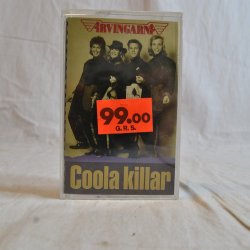 ARVINGARNA
99.00
G. R. S.
Coola killar